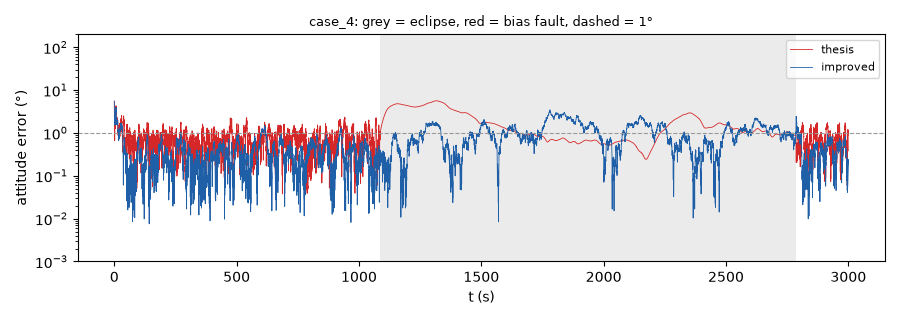 case_4: grey = eclipse, red = bias fault, dashed = 1°
thesis
improved
attitude error (°)
10²
10¹
10⁰
10⁻¹
10⁻²
10⁻³
0
500
1000
1500
2000
2500
3000
t (s)